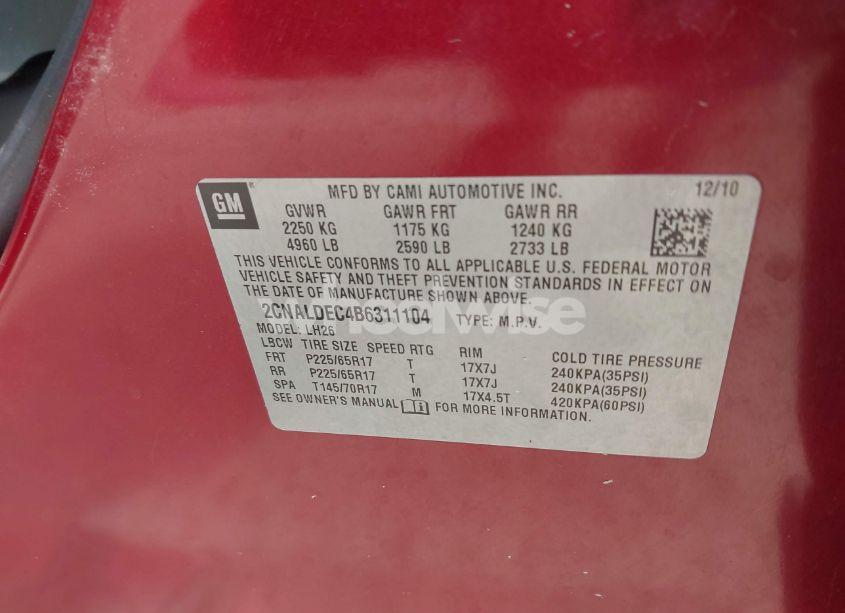 GM
MFD BY CAMI AUTOMOTIVE INC.
12/10
GVWR GAWR FRT GAWR RR
2250 KG 1175 KG 1240 KG
4960 LB 2590 LB 2733 LB
THIS VEHICLE CONFORMS TO ALL APPLICABLE U.S. FEDERAL MOTOR
VEHICLE SAFETY AND THEFT PREVENTION STANDARDS IN EFFECT ON
THE DATE OF MANUFACTURE SHOWN ABOVE.
2CNALDEC4B6311104 TYPE: M.P.V.
MODEL: LH26
LBCW TIRE SIZE SPEED RTG RIM COLD TIRE PRESSURE
FRT P225/65R17 T 17X7J 240KPA(35PSI)
RR P225/65R17 T 17X7J 240KPA(35PSI)
SPA T145/70R17 M 17X4.5T 420KPA(60PSI)
SEE OWNER'S MANUAL FOR MORE INFORMATION.